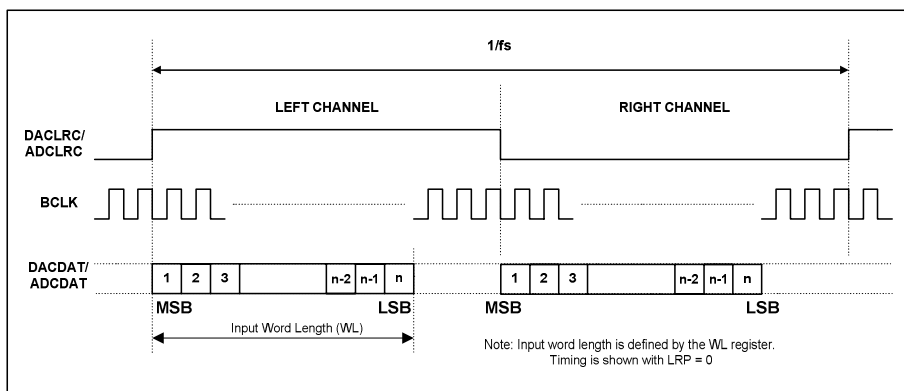 1/fs
LEFT CHANNEL RIGHT CHANNEL
DACLRC/
ADCLRC
BCLK
DACDAT/
ADCDAT
1 2 3 n-2 n-1 n 1 2 3 n-2 n-1 n
MSB LSB MSB LSB
Input Word Length (WL)
Note: Input word length is defined by the WL register.
Timing is shown with LRP = 0